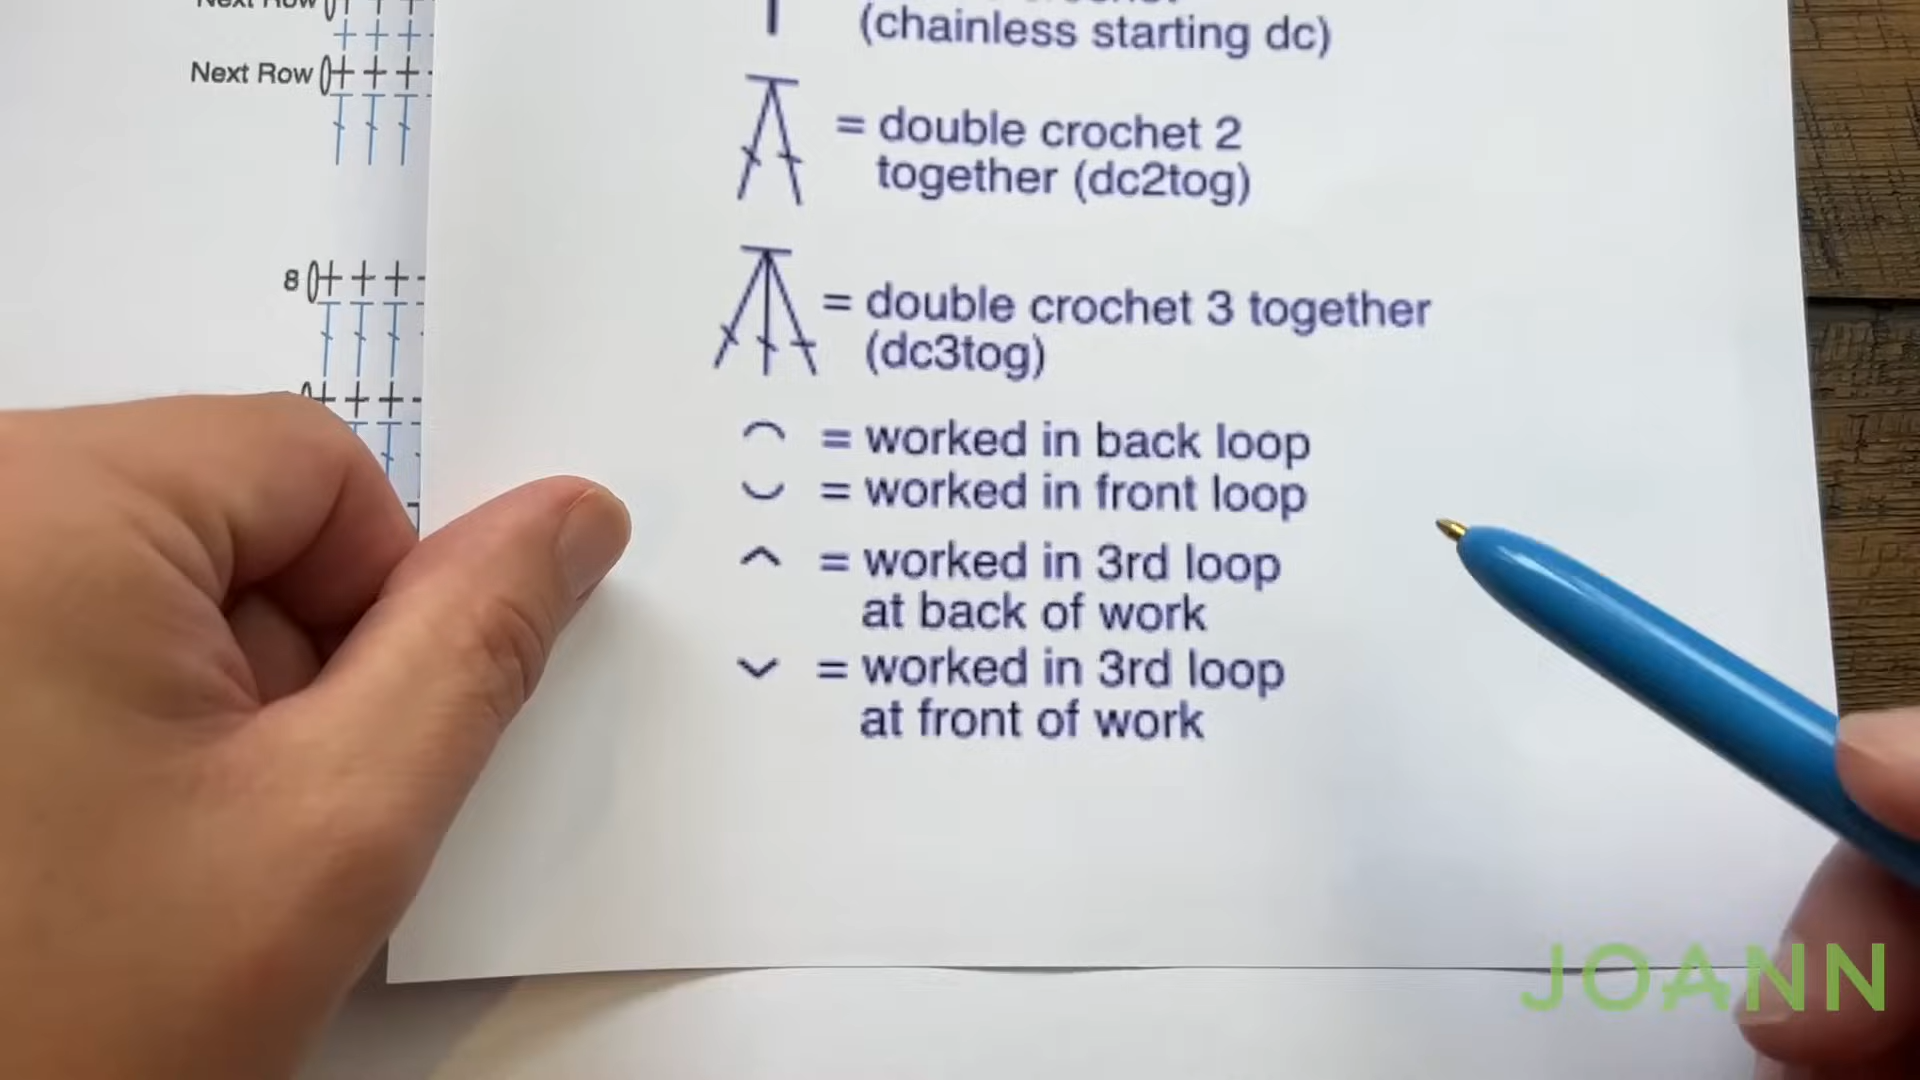 Next Row
(chainless starting dc)
Next Row
= double crochet 2
together (dc2tog)
8
= double crochet 3 together
(dc3tog)
= worked in back loop
= worked in front loop
= worked in 3rd loop
at back of work
= worked in 3rd loop
at front of work
JOANN